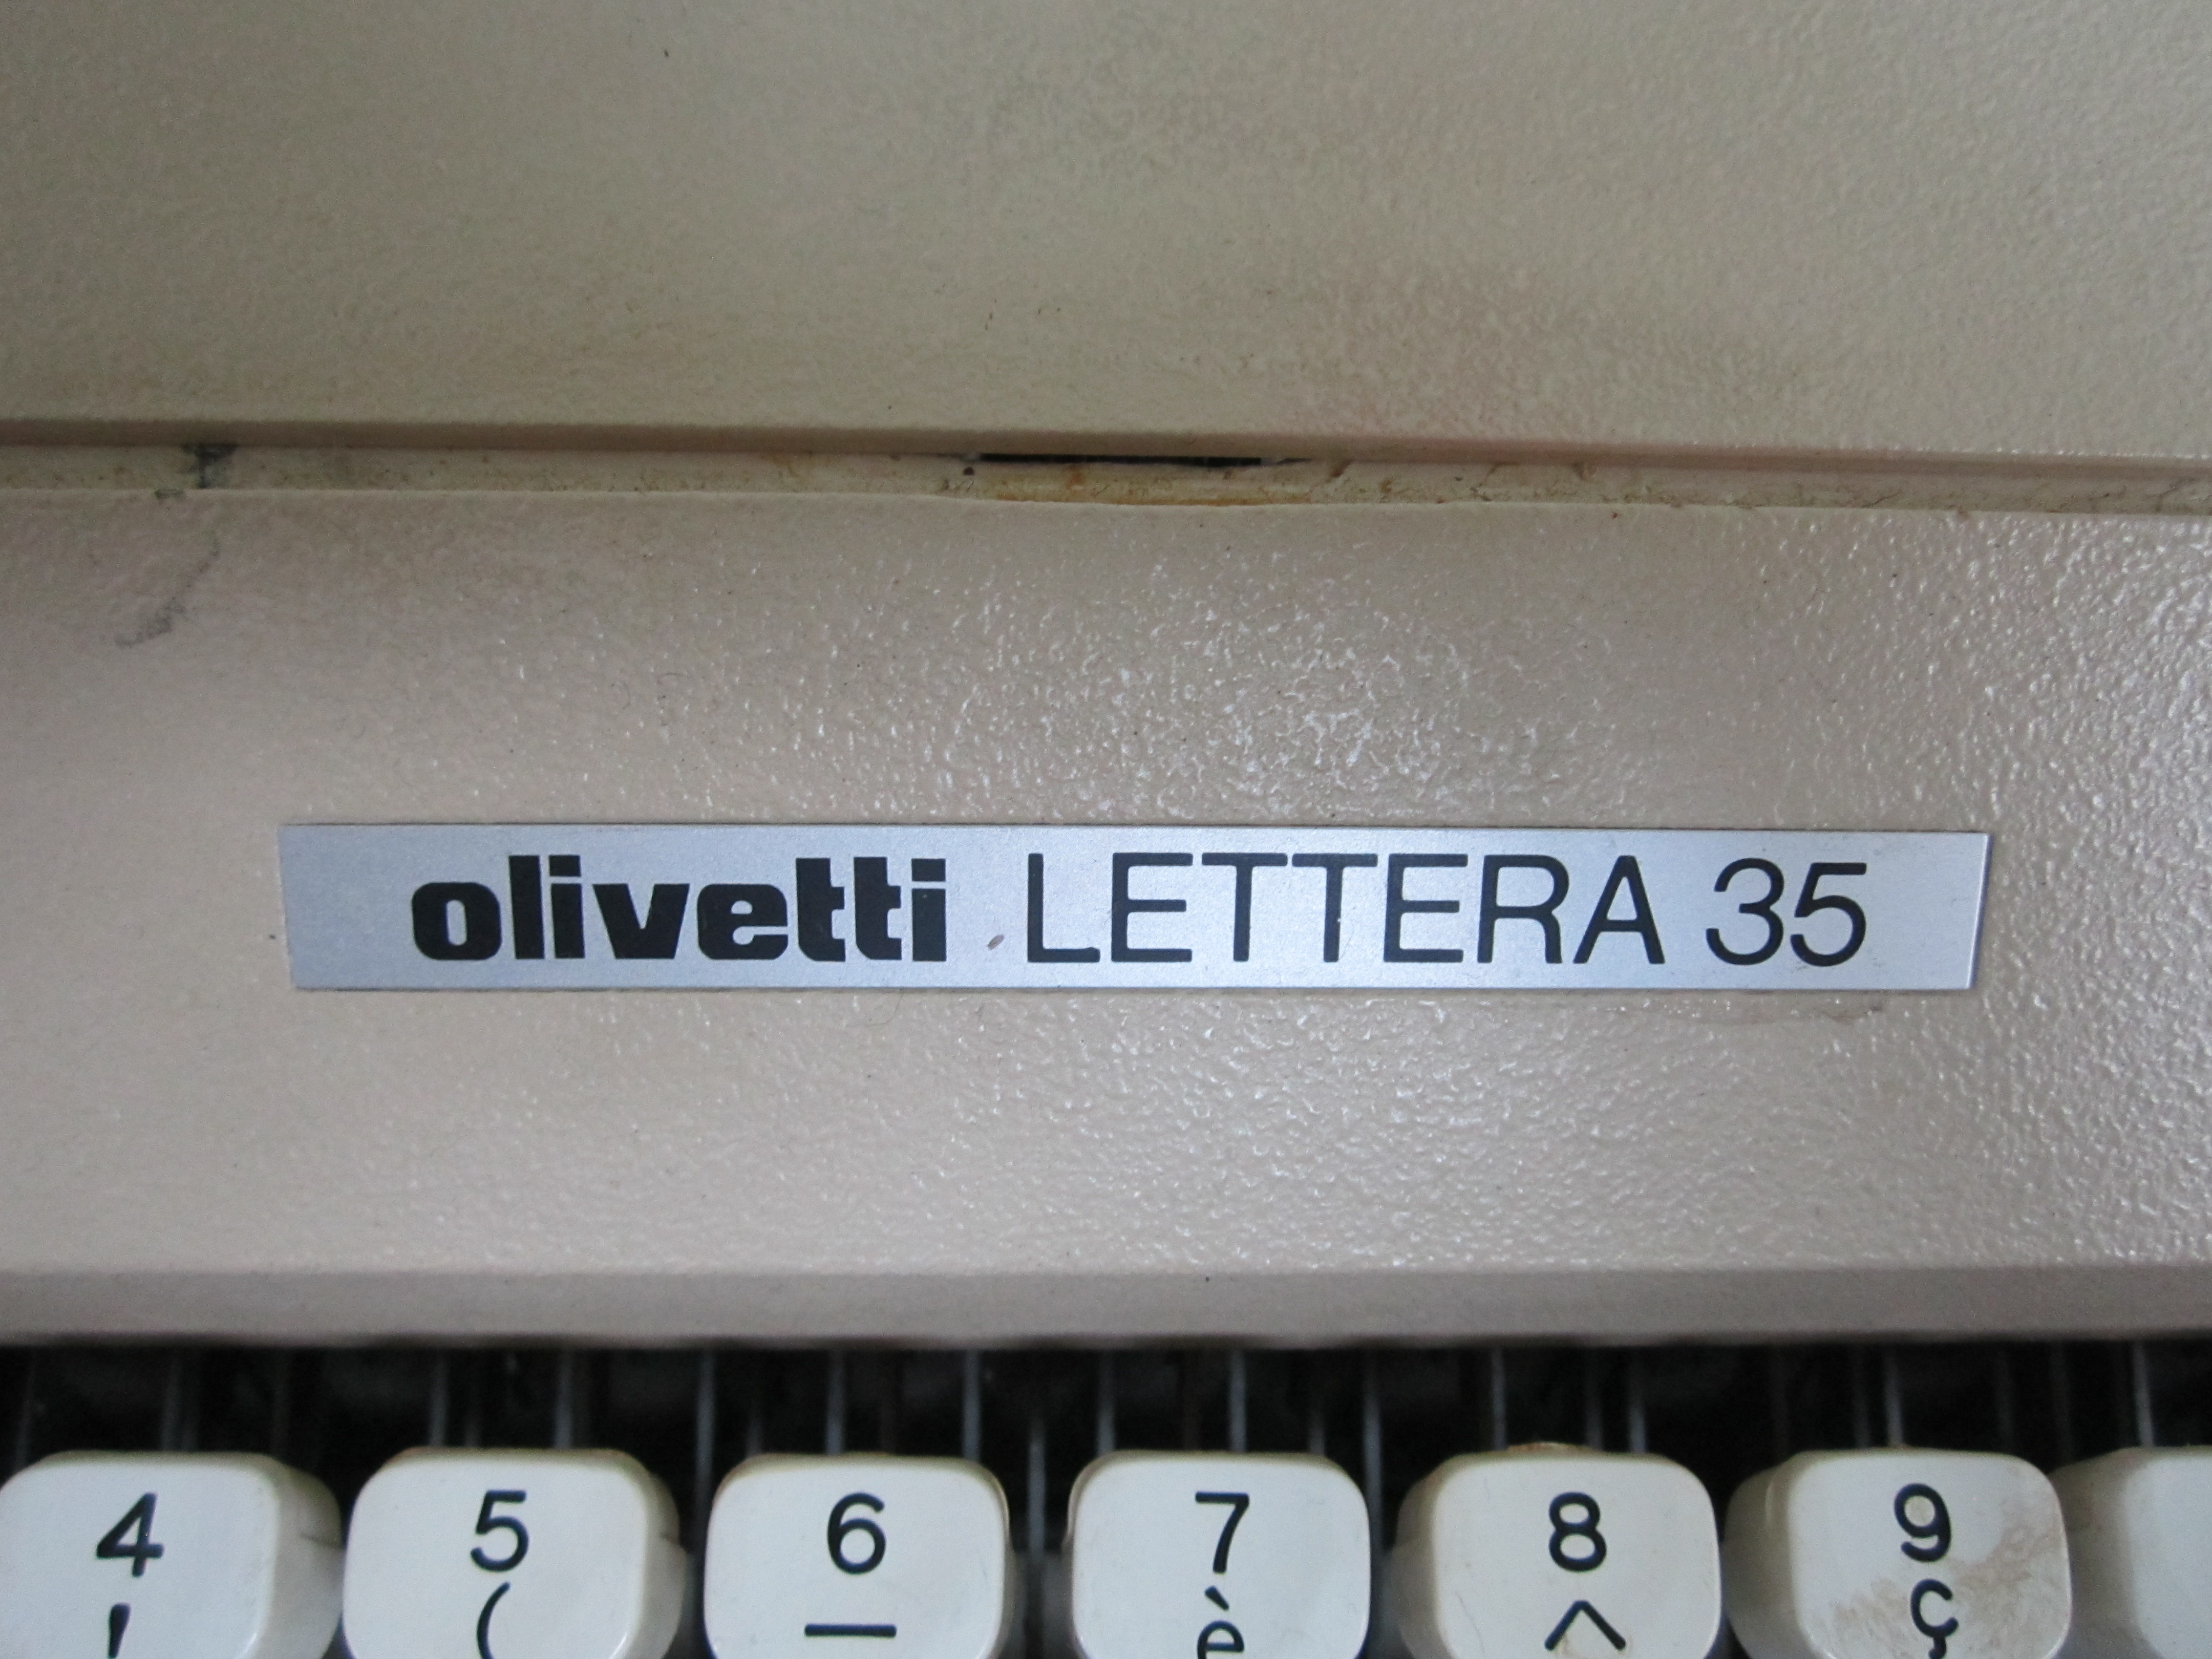 olivetti LETTERA 35
4 5 6 7 8 9
' ( — è ^ ç